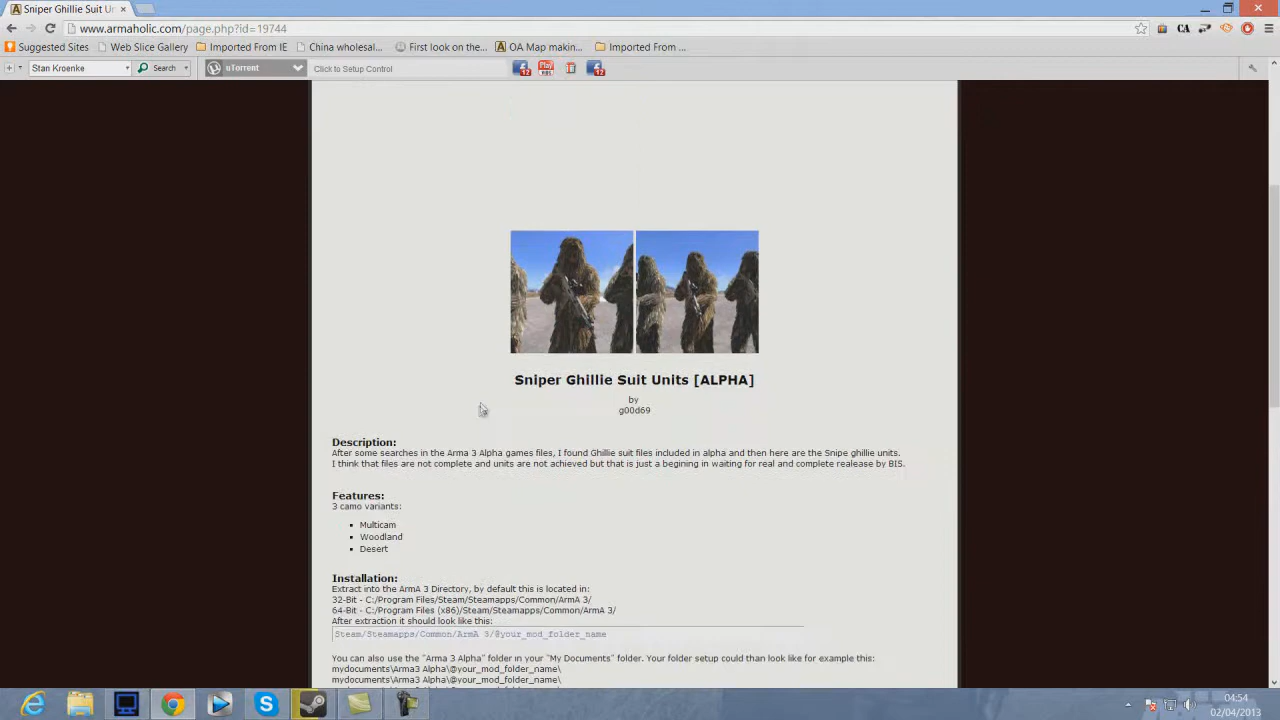 Sniper Ghillie Suit Ur
www.armaholic.com/page.php?id=19744
Suggested Sites
Web Slice Gallery
Imported From IE
China wholesal...
First look on the...
OA Map makin...
Imported From ...
Stan Kroenke
Search
uTorrent
Click to Setup Control
12
12
Sniper Ghillie Suit Units [ALPHA]
by
g00d69
Description:
After some searches in the Arma 3 Alpha games files, I found Ghillie suit files included in alpha and then here are the Snipe ghillie units.
I think that files are not complete and units are not achieved but that is just a begining in waiting for real and complete realease by BIS.
Features:
3 camo variants:
Multicam
Woodland
Desert
Installation:
Extract into the ArmA 3 Directory, by default this is located in:
32-Bit - C:/Program Files/Steam/Steamapps/Common/ArmA 3/
64-Bit - C:/Program Files (x86)/Steam/Steamapps/Common/ArmA 3/
After extraction it should look like this:
Steam/Steamapps/Common/ArmA 3/@your_mod_folder_name
You can also use the "Arma 3 Alpha" folder in your "My Documents" folder. Your folder setup could than look like for example this:
mydocuments\Arma3 Alpha\@your_mod_folder_name\
mydocuments\Arma3 Alpha\@your_mod_folder_name\
04:54
02/04/2013